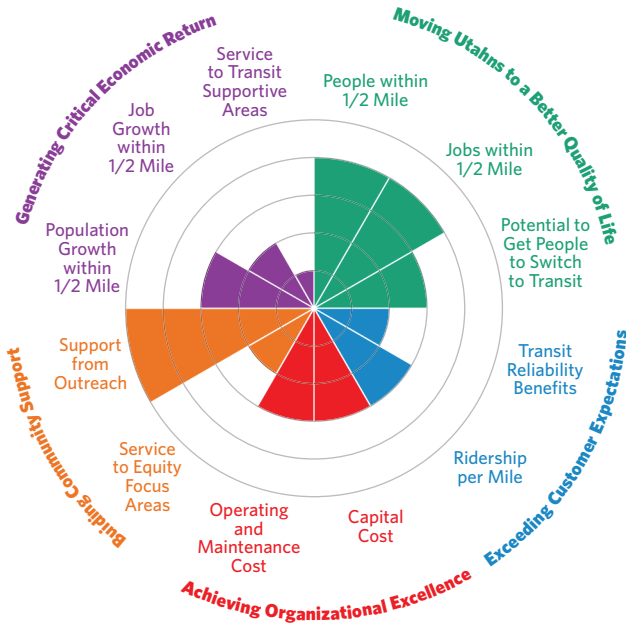 Generating Critical Economic Return
Moving Utahns to a Better Quality of Life
Service
to Transit
Supportive
Areas
People within
1/2 Mile
Job
Growth
within
1/2 Mile
Jobs within
1/2 Mile
Population
Growth
within
1/2 Mile
Potential to
Get People
to Switch
to Transit
Support
from
Outreach
Transit
Reliability
Benefits
Service
to Equity
Focus
Areas
Ridership
per Mile
Operating
and
Maintenance
Cost
Capital
Cost
Buiding Community Support
Exceeding Customer Expectations
Achieving Organizational Excellence